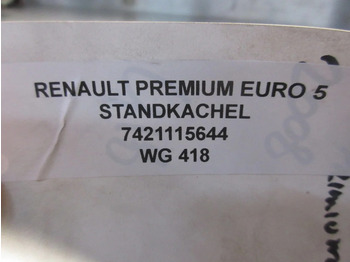 RENAULT PREMIUM EURO 5
STANDKACHEL
7421115644
WG 418